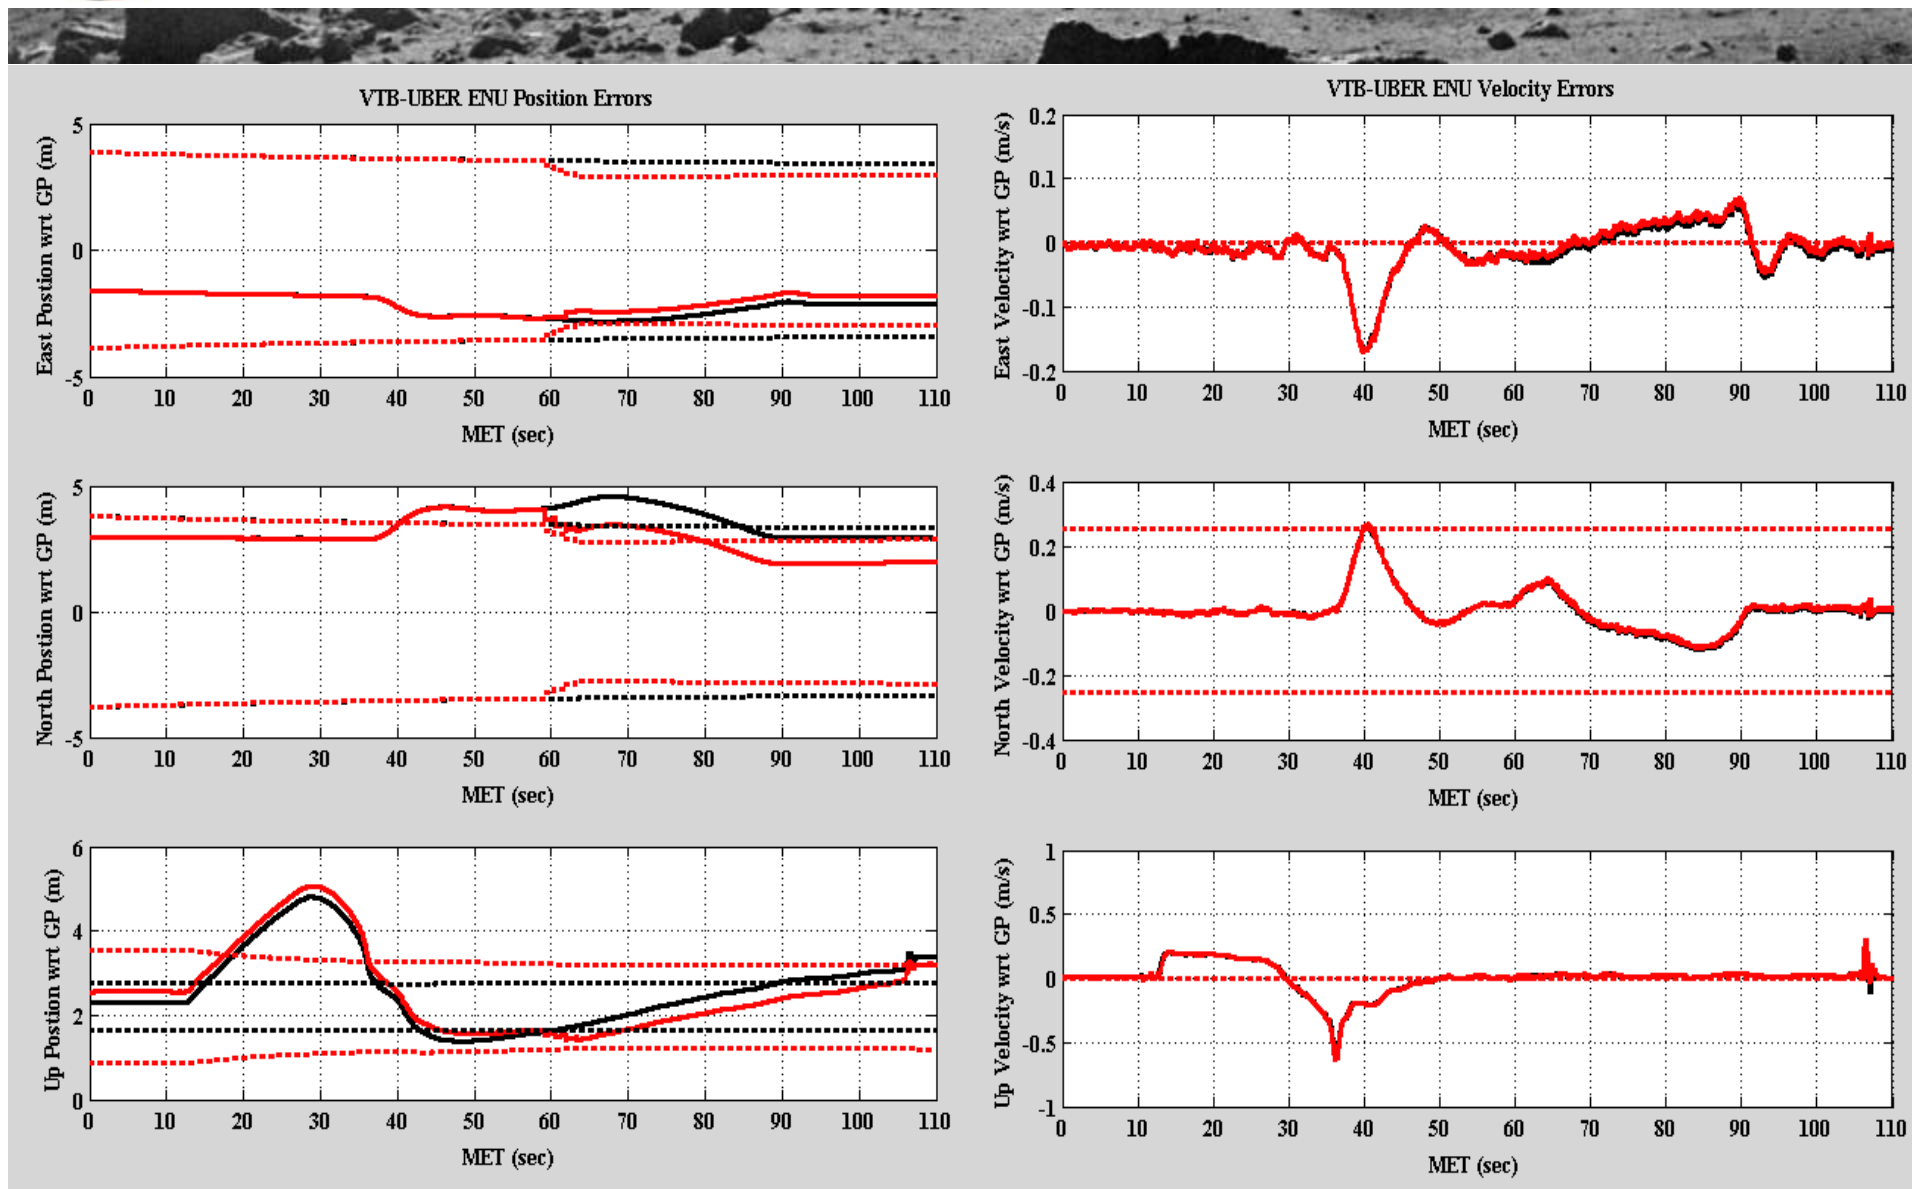 VTB-UBER ENU Position Errors
5
0
-5
East Postion wrt GP (m)
0 10 20 30 40 50 60 70 80 90 100 110
MET (sec)
5
0
-5
North Postion wrt GP (m)
0 10 20 30 40 50 60 70 80 90 100 110
MET (sec)
6
4
2
0
Up Postion wrt GP (m)
0 10 20 30 40 50 60 70 80 90 100 110
MET (sec)
VTB-UBER ENU Velocity Errors
0.2
0.1
0
-0.1
-0.2
East Velocity wrt GP (m/s)
0 10 20 30 40 50 60 70 80 90 100 110
MET (sec)
0.4
0.2
0
-0.2
-0.4
North Velocity wrt GP (m/s)
0 10 20 30 40 50 60 70 80 90 100 110
MET (sec)
1
0.5
0
-0.5
-1
Up Velocity wrt GP (m/s)
0 10 20 30 40 50 60 70 80 90 100 110
MET (sec)